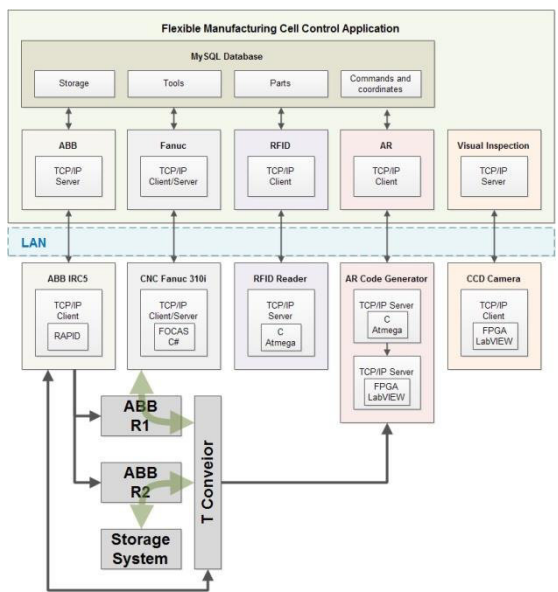 Flexible Manufacturing Cell Control Application
MySQL Database
Storage
Tools
Parts
Commands and
coordinates
ABB
TCP/IP
Server
Fanuc
TCP/IP
Client/Server
RFID
TCP/IP
Client
AR
TCP/IP
Client
Visual Inspection
TCP/IP
Server
LAN
ABB IRC5
TCP/IP
Client
RAPID
CNC Fanuc 310i
TCP/IP
Client/Server
FOCAS
C#
RFID Reader
TCP/IP
Server
C
Atmega
AR Code Generator
TCP/IP Server
C
Atmega
TCP/IP Server
FPGA
LabVIEW
CCD Camera
TCP/IP
Client
FPGA
LabVIEW
ABB
R1
ABB
R2
Storage
System
T Conveior